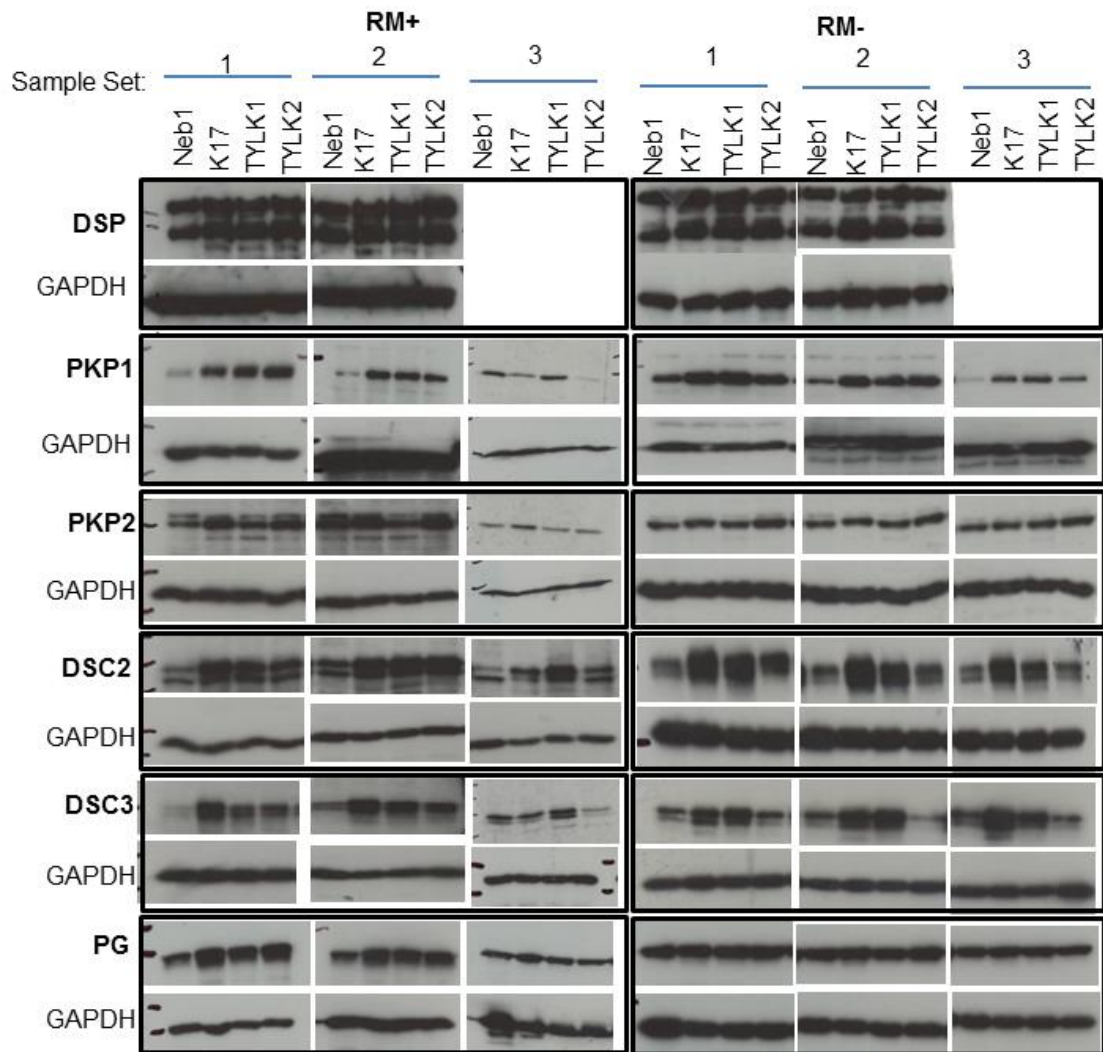 RM+ RM-
Sample Set: 1 2 3 1 2 3
Neb1 K17 TYLK1 TYLK2 Neb1 K17 TYLK1 TYLK2 Neb1 K17 TYLK1 TYLK2 Neb1 K17 TYLK1 TYLK2 Neb1 K17 TYLK1 TYLK2 Neb1 K17 TYLK1 TYLK2
DSP
GAPDH
PKP1
GAPDH
PKP2
GAPDH
DSC2
GAPDH
DSC3
GAPDH
PG
GAPDH